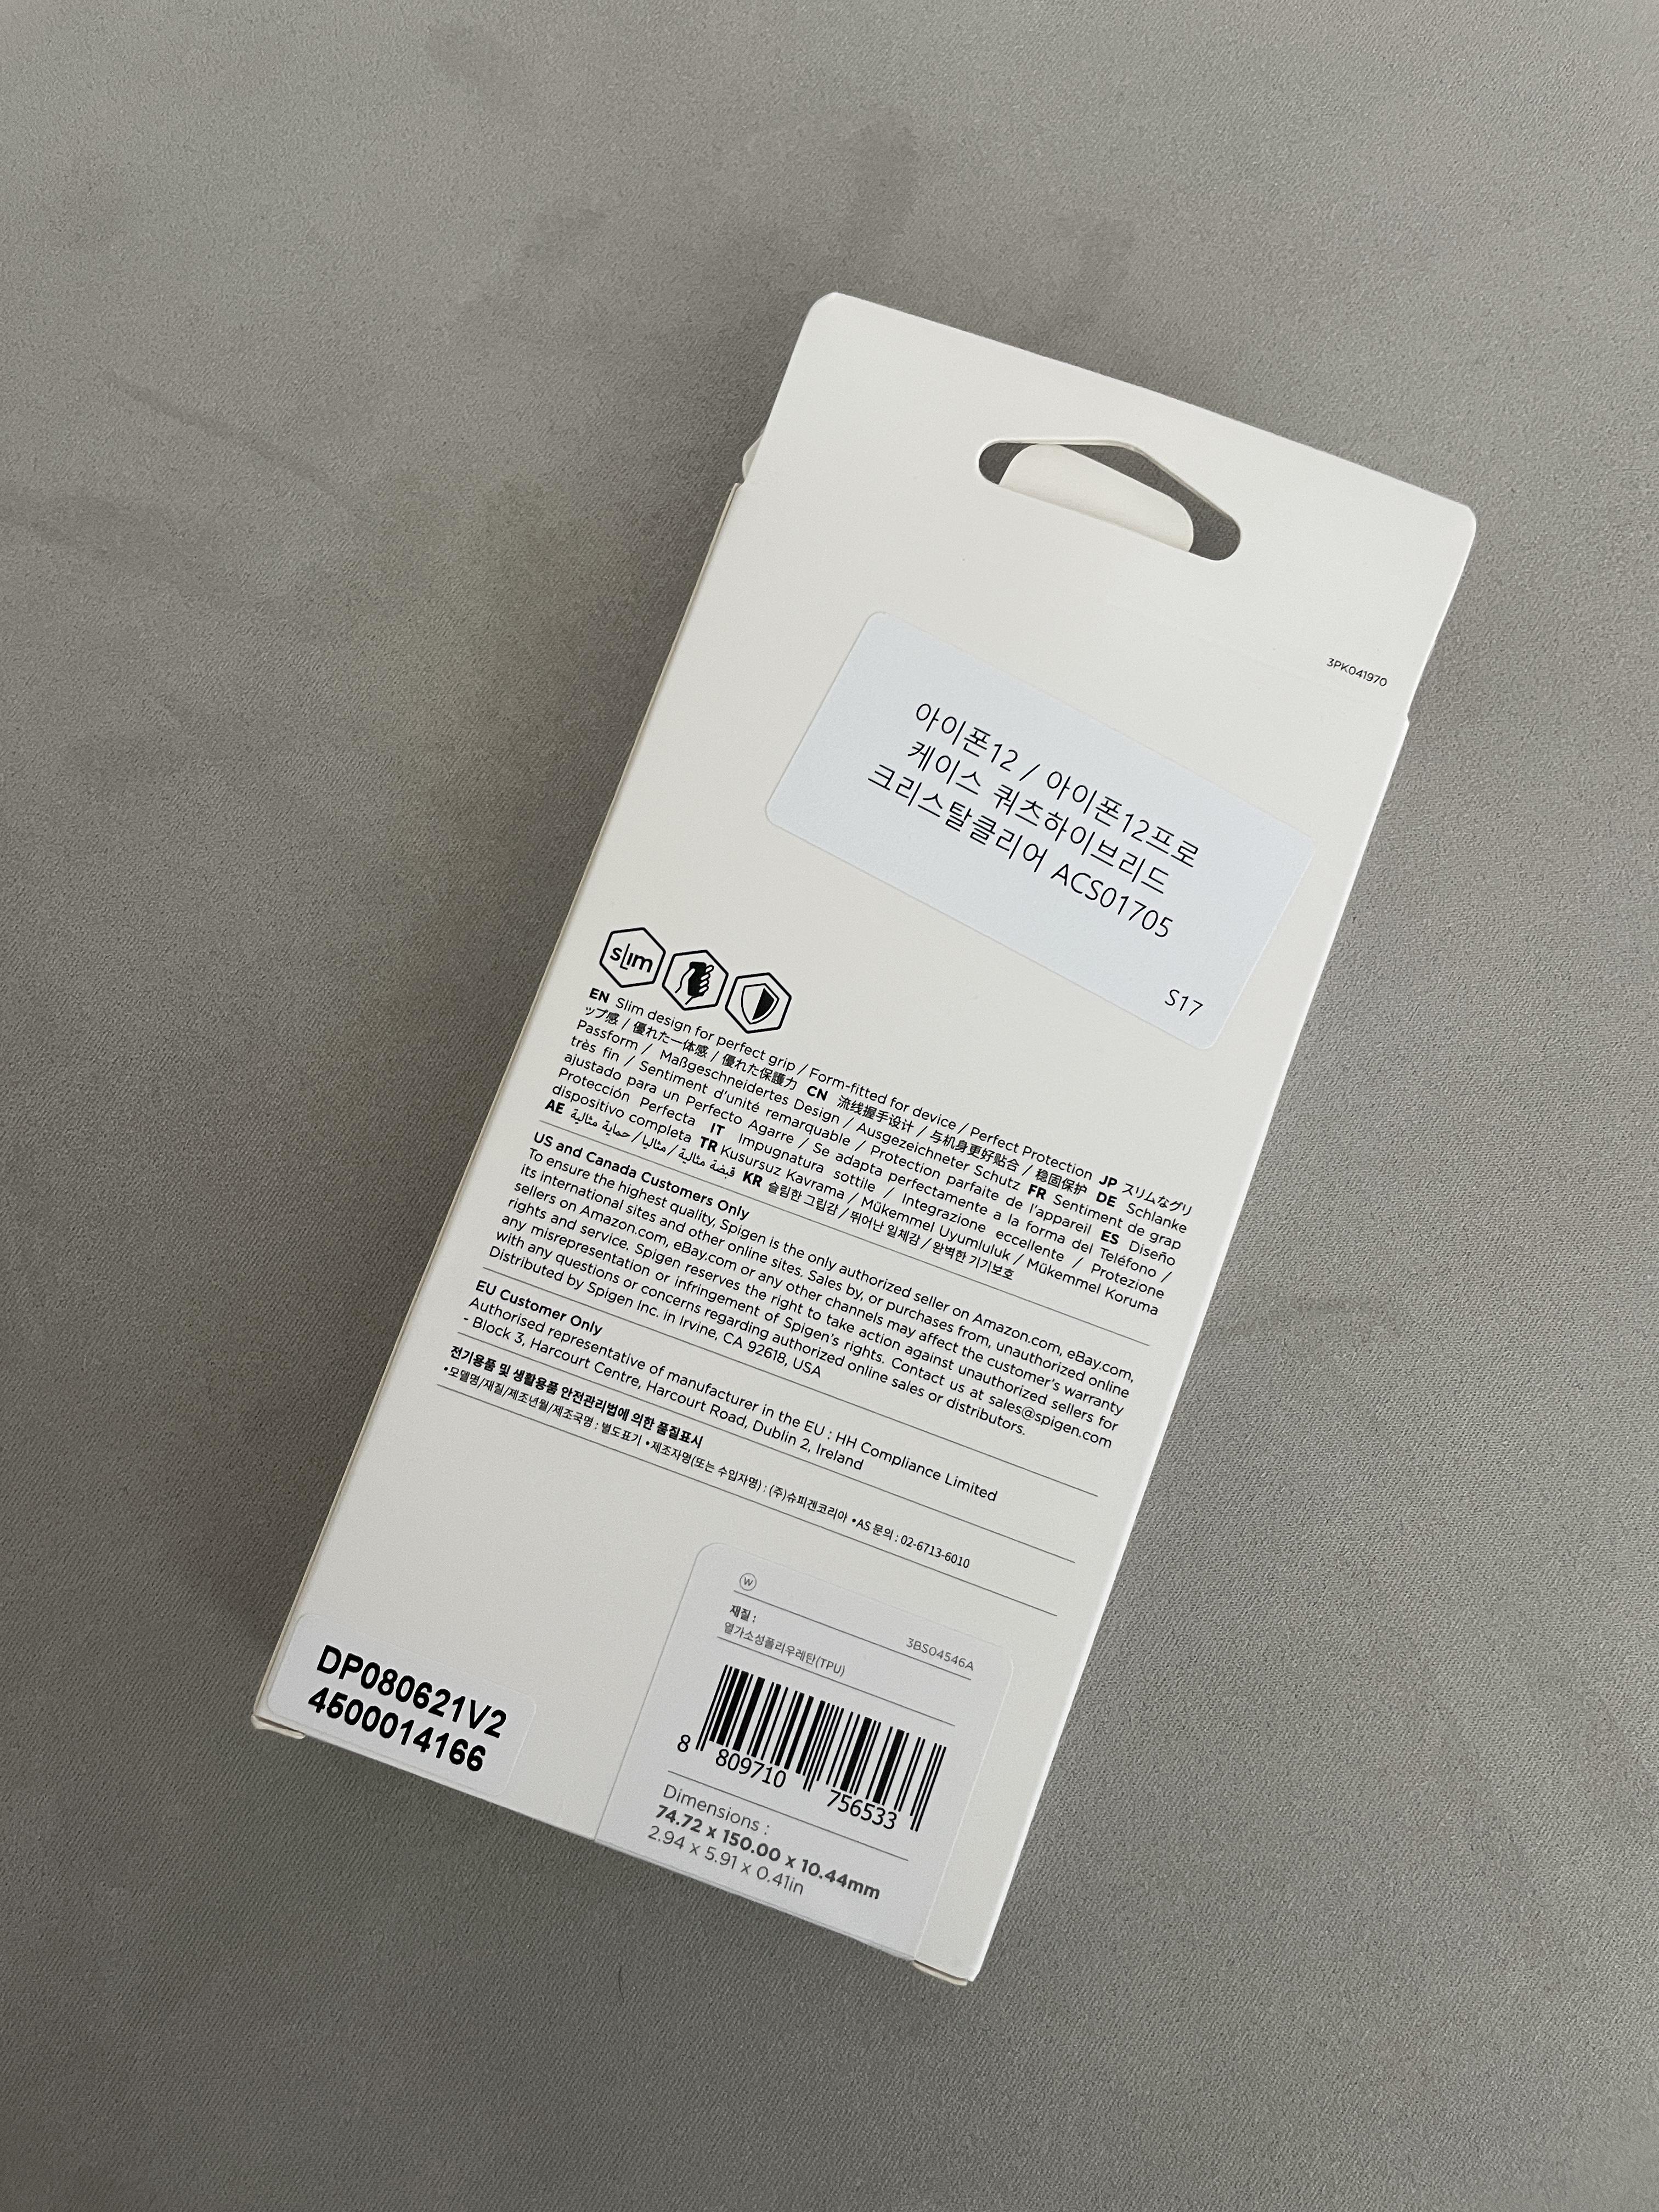 3PK041970
아이폰12 / 아이폰12프로
케이스 쿼츠하이브리드
크리스탈클리어 ACS01705
S17
slim
EN Slim design for perfect grip / Form-fitted for device / Perfect Protection JP スリムなグリ
ップ感 / 優れた一体感 / 優れた保護力 CN 流线握手设计 / 与机身更好贴合 / 稳固保护 DE Schlanke
Passform / Maßgeschneidertes Design / Ausgezeichneter Schutz FR Sentiment de grap
très fin / Sentiment d'unité remarquable / Protection parfaite de l'appareil ES Diseño
ajustado para un Perfecto Agarre / Se adapta perfectamente a la forma del Teléfono /
Protección Perfecta IT Impugnatura sottile / Integrazione eccellente / Protezione
dispositivo completa TR Kusursuz Kavrama / Mükemmel Uyumluluk / Mükemmel Koruma
AE قبضة مثالية / مثاليا / حماية مثالية KR 슬림한 그립감 / 뛰어난 일체감 / 완벽한 기기보호
US and Canada Customers Only
To ensure the highest quality, Spigen is the only authorized seller on Amazon.com, eBay.com,
its international sites and other online sites. Sales by, or purchases from, unauthorized online
sellers on Amazon.com, eBay.com or any other channels may affect the customer's warranty
rights and service. Spigen reserves the right to take action against unauthorized sellers for
any misrepresentation or infringement of Spigen's rights. Contact us at sales@spigen.com
with any questions or concerns regarding authorized online sales or distributors.
Distributed by Spigen Inc. in Irvine, CA 92618, USA
EU Customer Only
Authorised representative of manufacturer in the EU : HH Compliance Limited
- Block 3, Harcourt Centre, Harcourt Road, Dublin 2, Ireland
전기용품 및 생활용품 안전관리법에 의한 품질표시
•모델명/재질/제조년월/제조국명 : 별도표기 •제조자명(또는 수입자명) : (주)슈피겐코리아 •AS 문의 : 02-6713-6010
W
3BS04546A
재질 :
열가소성폴리우레탄(TPU)
8 809710 756533
Dimensions :
74.72 x 150.00 x 10.44mm
2.94 x 5.91 x 0.41in
DP080621V2
4500014166